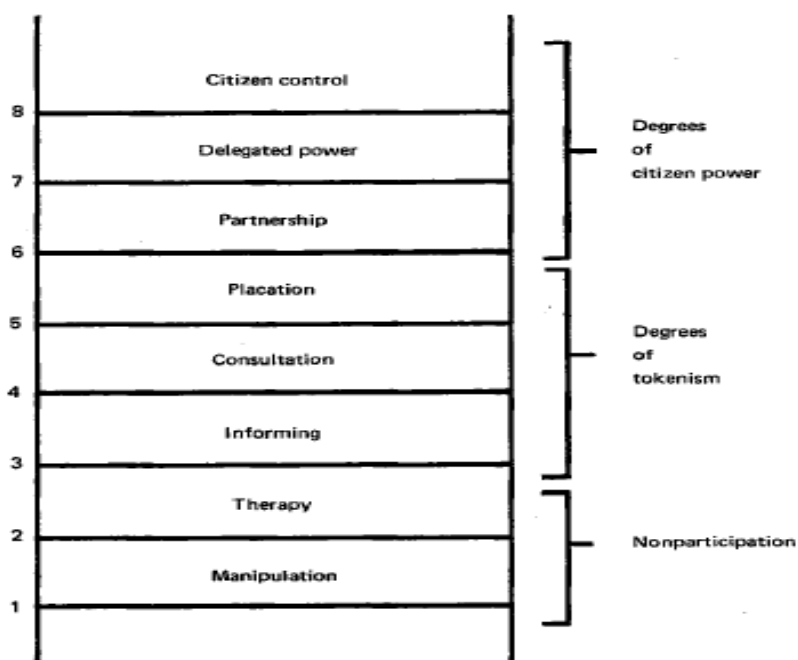 Citizen control
8
Delegated power
7
Partnership
6
Placation
5
Consultation
4
Informing
3
Therapy
2
Manipulation
1
Degrees
of
citizen power
Degrees
of
tokenism
Nonparticipation